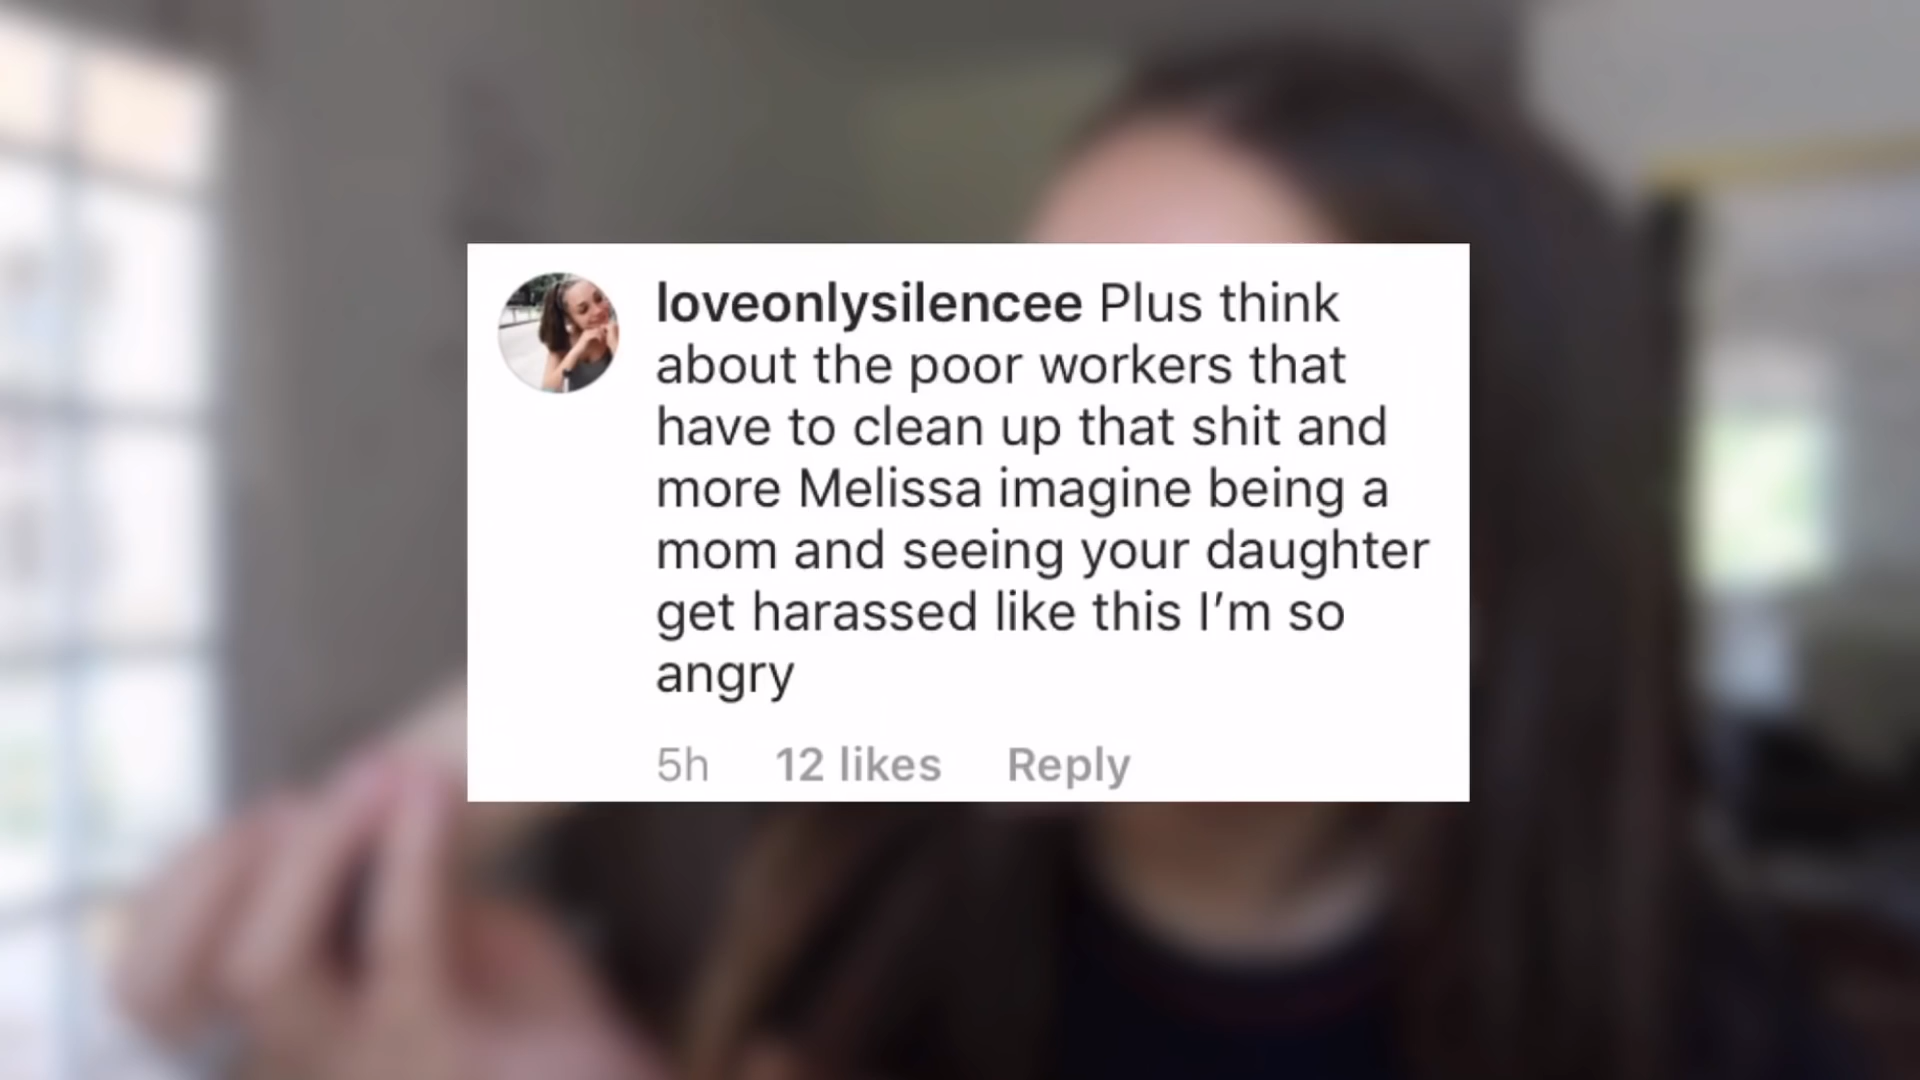 loveonlysilencee Plus think
about the poor workers that
have to clean up that shit and
more Melissa imagine being a
mom and seeing your daughter
get harassed like this I’m so
angry
5h 12 likes Reply